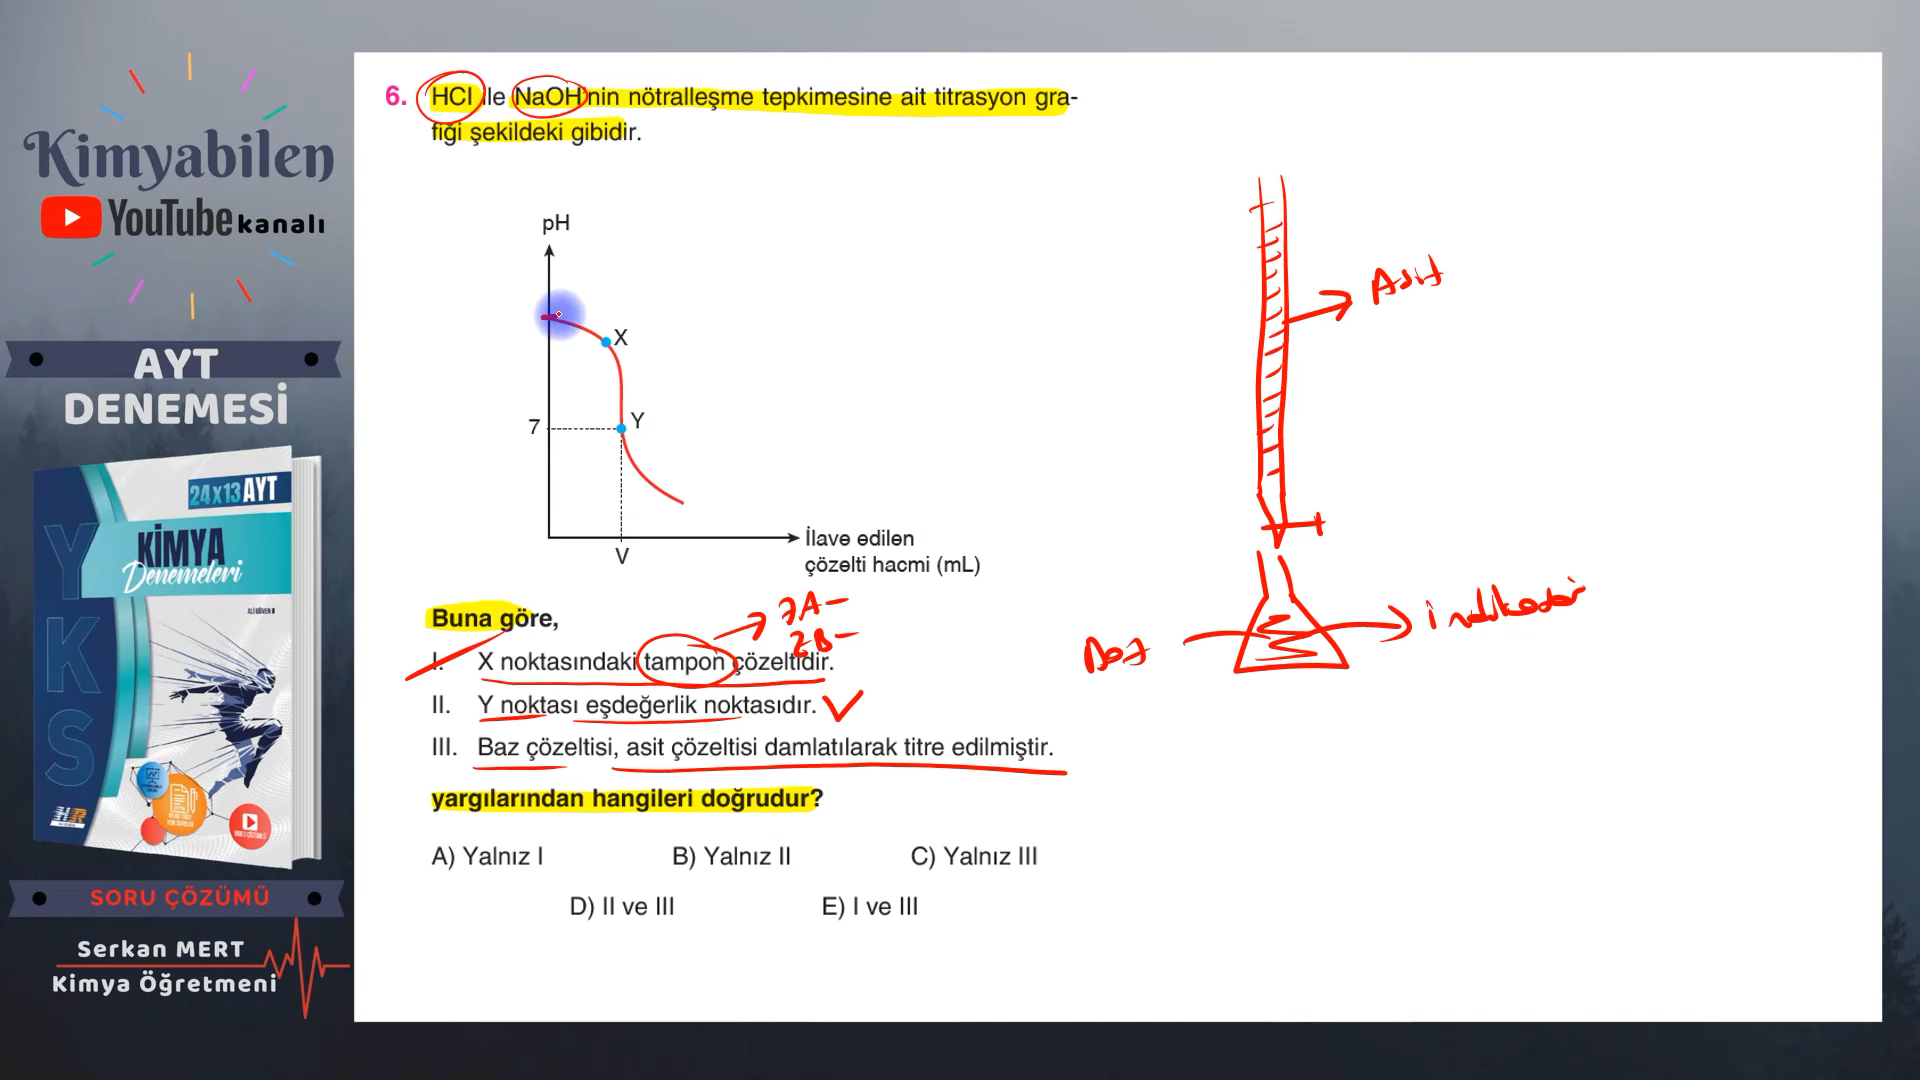 Kimyabilen
YouTube kanalı
AYT
DENEMESİ
24x13 AYT
KİMYA
Denemeleri
ALİ GÜVEN
YKS
SORU ÇÖZÜMÜ
Serkan MERT
Kimya Öğretmeni
6. HCl ile NaOH'nin nötralleşme tepkimesine ait titrasyon gra-
fiği şekildeki gibidir.
pH
X
7
Y
V
İlave edilen
çözelti hacmi (mL)
Asit
İndikatör
Baz
Buna göre,
I. X noktasındaki tampon çözeltidir.
II. Y noktası eşdeğerlik noktasıdır.
III. Baz çözeltisi, asit çözeltisi damlatılarak titre edilmiştir.
yargılarından hangileri doğrudur?
A) Yalnız I B) Yalnız II C) Yalnız III
D) II ve III E) I ve III